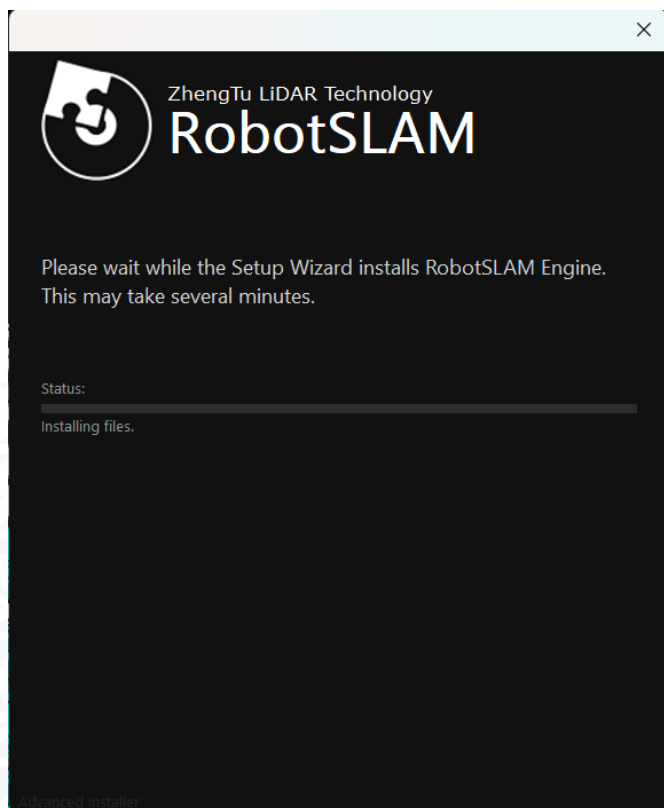 ZhengTu LiDAR Technology
RobotSLAM
Please wait while the Setup Wizard installs RobotSLAM Engine.
This may take several minutes.
Status:
Installing files.
Advanced Installer